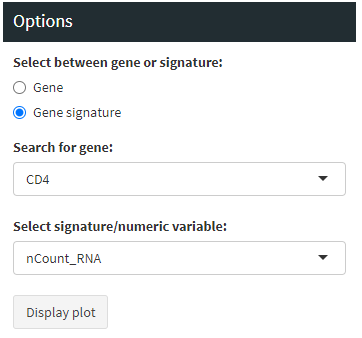 Options
Select between gene or signature:
Gene
Gene signature
Search for gene:
CD4
Select signature/numeric variable:
nCount_RNA
Display plot